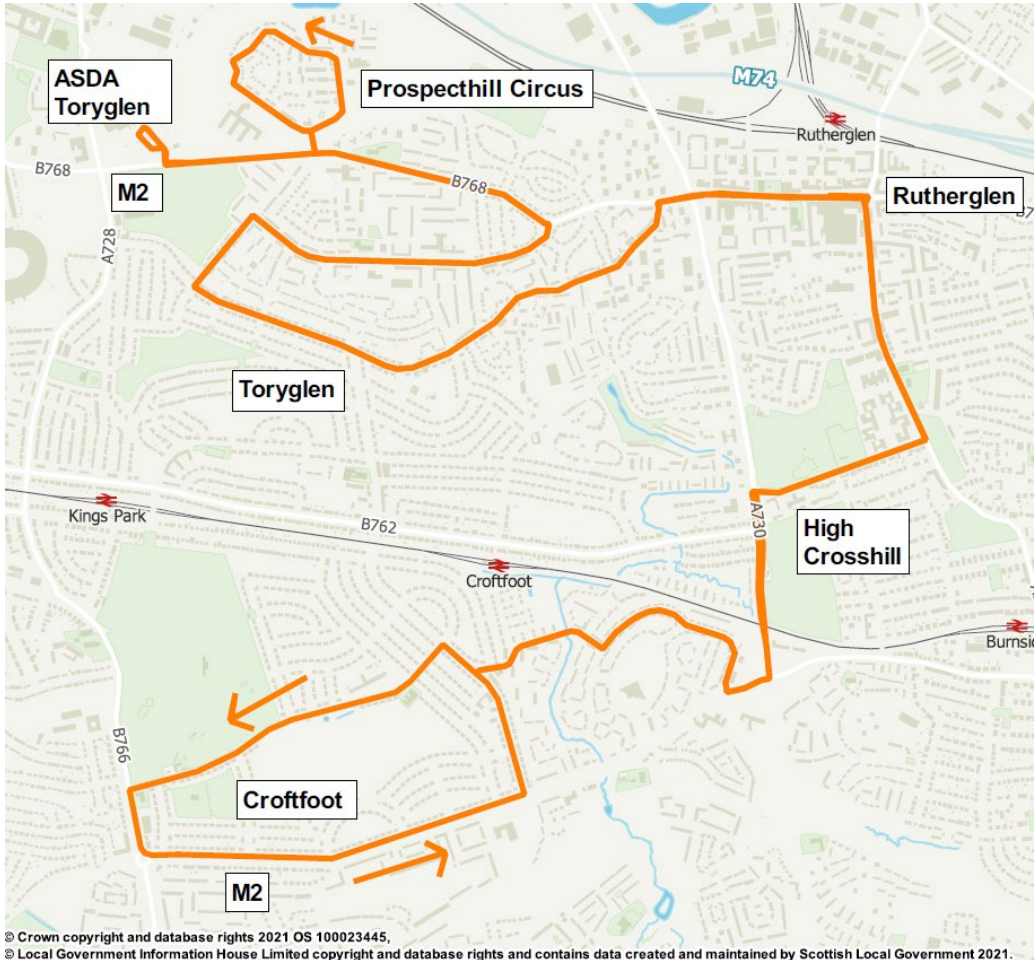 ASDA
Toryglen
Prospecthill Circus
M74
Rutherglen
B768
M2
B768
Rutherglen
A728
Toryglen
Kings Park
B762
A730
High
Crosshill
Croftfoot
B766
Croftfoot
M2
© Crown copyright and database rights 2021 OS 100023445,
© Local Government Information House Limited copyright and database rights and contains data created and maintained by Scottish Local Government 2021.